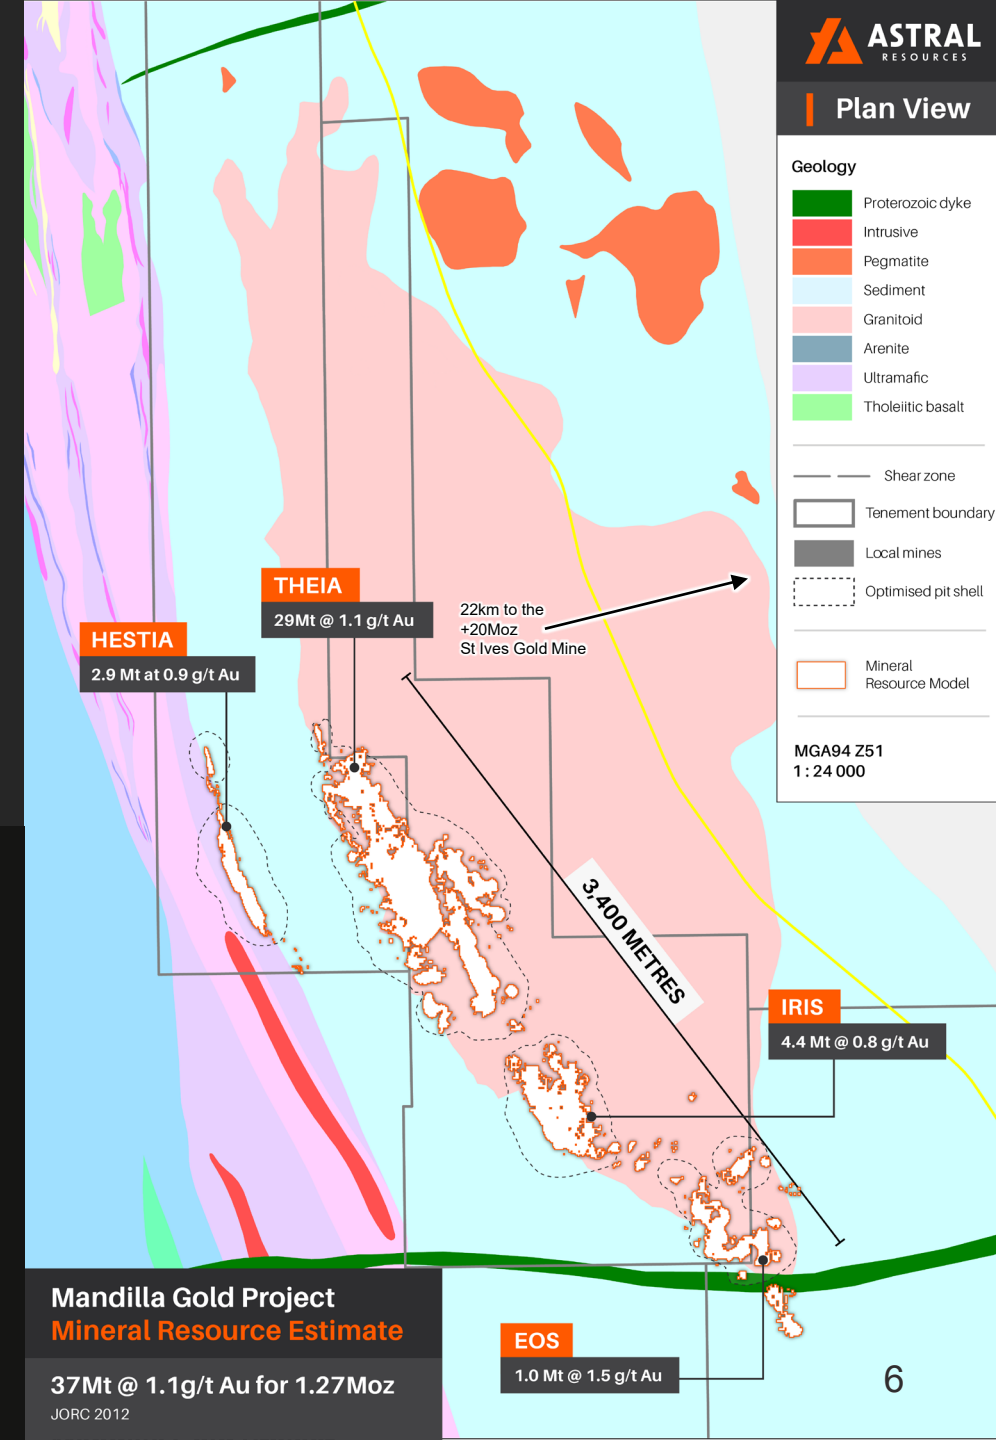 ASTRAL
RESOURCES
Plan View
Geology
Proterozoic dyke
Intrusive
Pegmatite
Sediment
Granitoid
Arenite
Ultramafic
Tholeiitic basalt
Shear zone
Tenement boundary
Local mines
Optimised pit shell
Mineral
Resource Model
MGA94 Z51
1 : 24 000
THEIA
29Mt @ 1.1 g/t Au
HESTIA
2.9 Mt at 0.9 g/t Au
22km to the
+20Moz
St Ives Gold Mine
3,400 METRES
IRIS
4.4 Mt @ 0.8 g/t Au
EOS
1.0 Mt @ 1.5 g/t Au
Mandilla Gold Project
Mineral Resource Estimate
37Mt @ 1.1g/t Au for 1.27Moz
JORC 2012
6